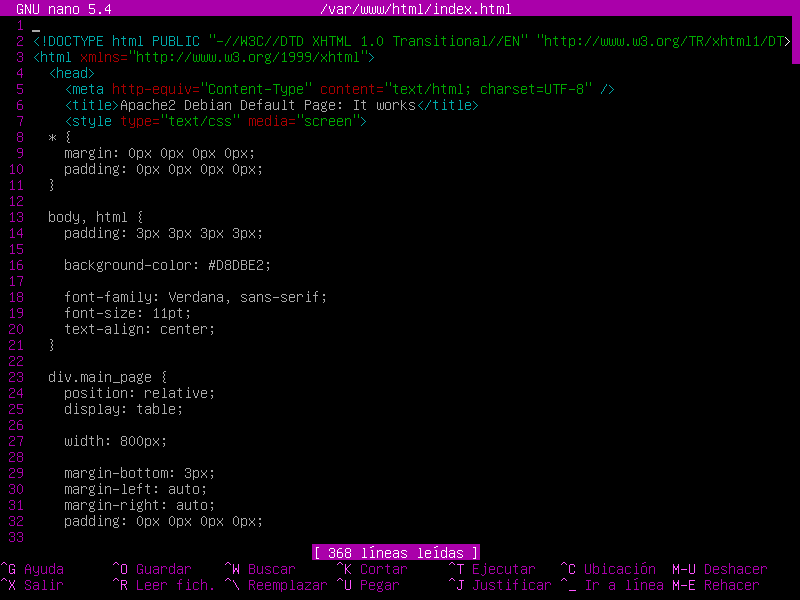 GNU nano 5.4 /var/www/html/index.html
1
2 <!DOCTYPE html PUBLIC "-//W3C//DTD XHTML 1.0 Transitional//EN" "http://www.w3.org/TR/xhtml1/DT>
3 <html xmlns="http://www.w3.org/1999/xhtml">
4   <head>
5     <meta http-equiv="Content-Type" content="text/html; charset=UTF-8" />
6     <title>Apache2 Debian Default Page: It works</title>
7     <style type="text/css" media="screen">
8   * {
9     margin: 0px 0px 0px 0px;
10     padding: 0px 0px 0px 0px;
11   }
12
13   body, html {
14     padding: 3px 3px 3px 3px;
15
16     background-color: #D8DBE2;
17
18     font-family: Verdana, sans-serif;
19     font-size: 11pt;
20     text-align: center;
21   }
22
23   div.main_page {
24     position: relative;
25     display: table;
26
27     width: 800px;
28
29     margin-bottom: 3px;
30     margin-left: auto;
31     margin-right: auto;
32     padding: 0px 0px 0px 0px;
33
[ 368 líneas leídas ]
^G Ayuda ^O Guardar ^W Buscar ^K Cortar ^T Ejecutar ^C Ubicación M-U Deshacer
^X Salir ^R Leer fich. ^\ Reemplazar ^U Pegar ^J Justificar ^_ Ir a línea M-E Rehacer